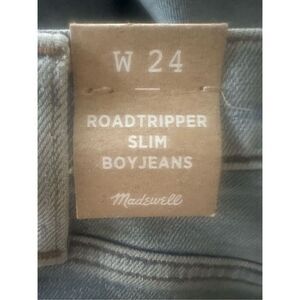 W 24
ROADTRIPPER
SLIM
BOYJEANS
Madewell